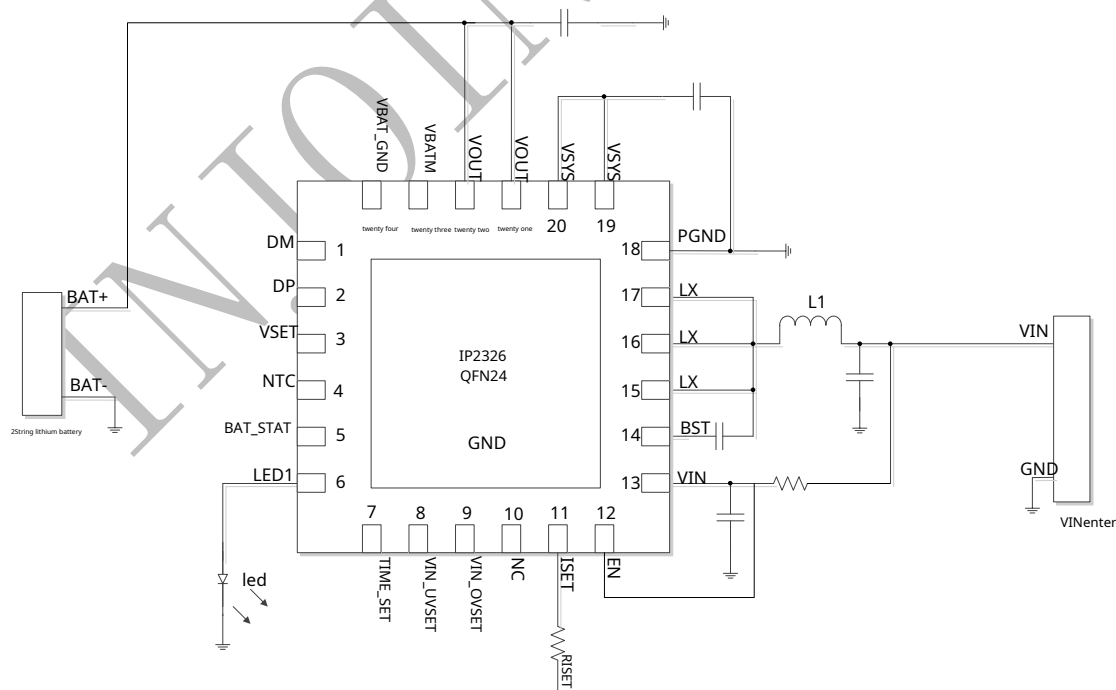 VBAT_GND
VBATM
VOUT
VOUT
VSYS
VSYS
twenty four
twenty three
twenty two
twenty one
20
19
18
PGND
DM
1
DP
2
VSET
3
NTC
4
BAT_STAT
5
LED1
6
17
LX
16
LX
15
LX
14
BST
13
VIN
L1
VIN
GND
VINenter
BAT+
BAT-
2String lithium battery
IP2326
QFN24
GND
7
8
9
10
11
12
TIME_SET
VIN_UVSET
VIN_OVSET
NC
ISET
EN
led
RISET